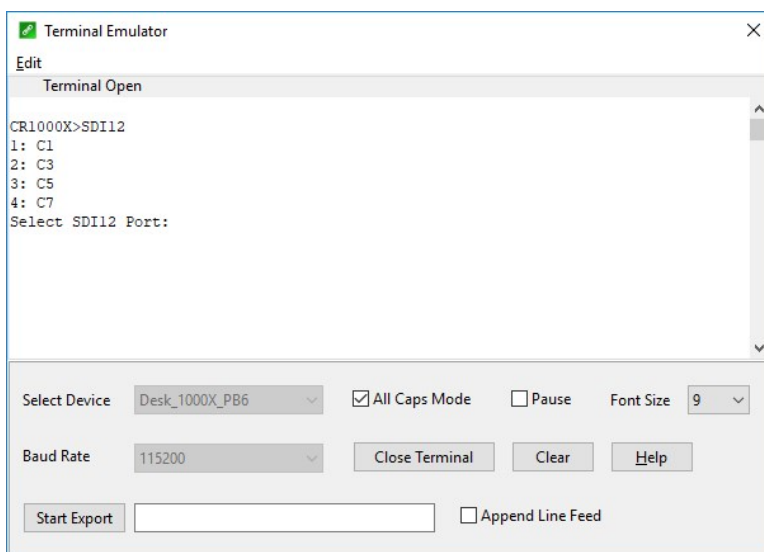 Terminal Emulator
Edit
Terminal Open
CR1000X>SDI12
1: C1
2: C3
3: C5
4: C7
Select SDI12 Port:
Select Device Desk_1000X_PB6 All Caps Mode Pause Font Size 9
Baud Rate 115200 Close Terminal Clear Help
Start Export Append Line Feed